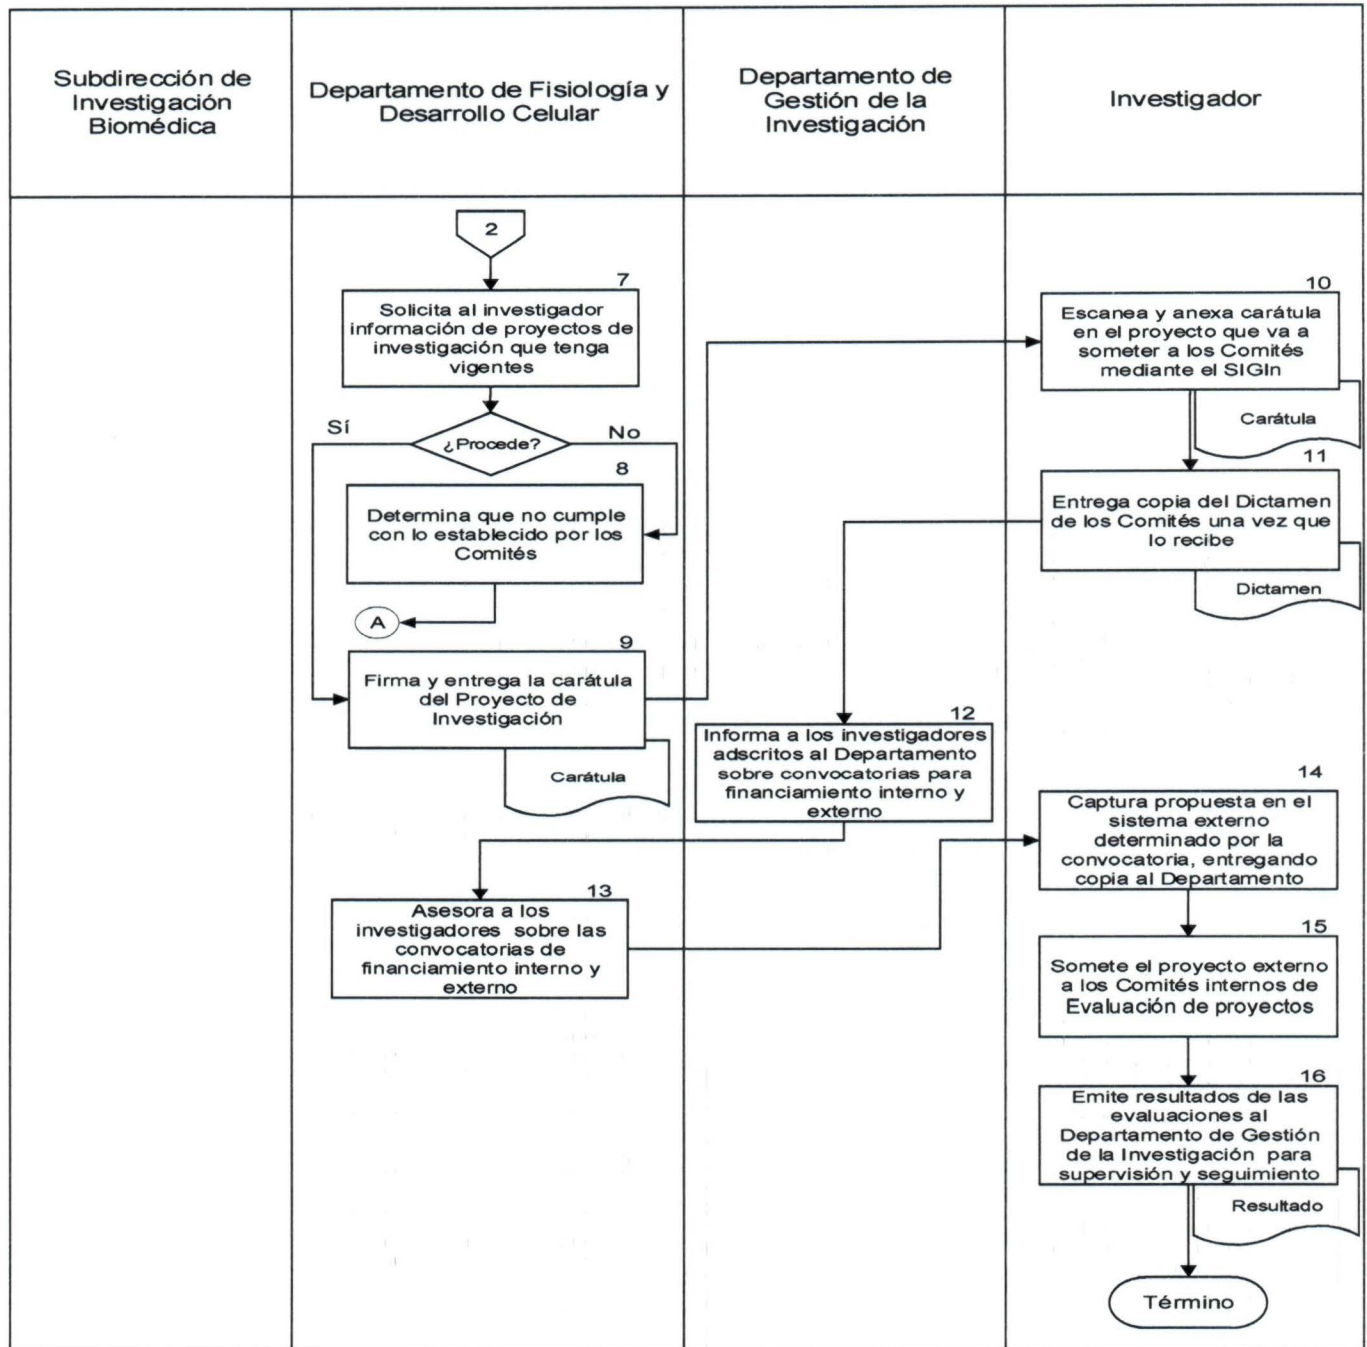 Subdirección de
Investigación
Biomédica
Departamento de Fisiología y
Desarrollo Celular
Departamento de
Gestión de la
Investigación
Investigador
2
7
Solicita al investigador
información de proyectos de
investigación que tenga
vigentes
¿Procede?
Sí
No
8
Determina que no cumple
con lo establecido por los
Comités
A
9
Firma y entrega la carátula
del Proyecto de
Investigación
Carátula
10
Escanea y anexa carátula
en el proyecto que va a
someter a los Comités
mediante el SIGIn
Carátula
11
Entrega copia del Dictamen
de los Comités una vez que
lo recibe
Dictamen
12
Informa a los investigadores
adscritos al Departamento
sobre convocatorias para
financiamiento interno y
externo
13
Asesora a los
investigadores sobre las
convocatorias de
financiamiento interno y
externo
14
Captura propuesta en el
sistema externo
determinado por la
convocatoria, entregando
copia al Departamento
15
Somete el proyecto externo
a los Comités internos de
Evaluación de proyectos
16
Emite resultados de las
evaluaciones al
Departamento de Gestión
de la Investigación para
supervisión y seguimiento
Resultado
Término